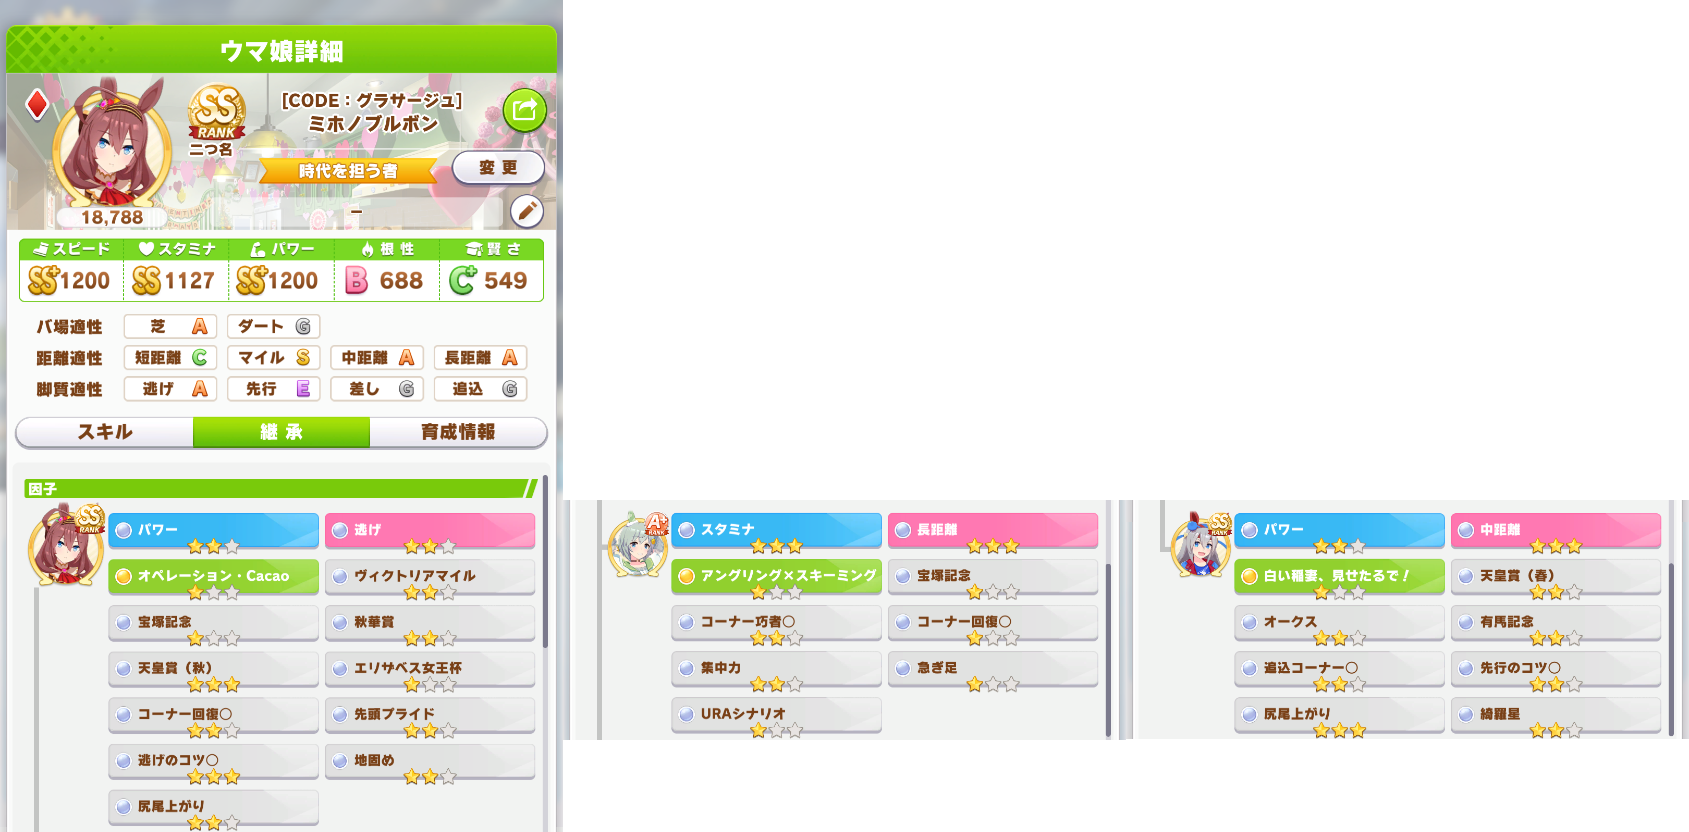 ウマ娘詳細
SS RANK
[CODE：グラサージュ]
ミホノブルボン
二つ名
時代を担う者
変更
18,788
–
スピード スタミナ パワー 根性 賢さ
SS+ 1200 SS 1127 SS+ 1200 B 688 C+ 549
バ場適性 芝 A ダート G
距離適性 短距離 C マイル S 中距離 A 長距離 A
脚質適性 逃げ A 先行 E 差し G 追込 G
スキル 継承 育成情報
因子
SS RANK
パワー 逃げ
オペレーション・Cacao ヴィクトリアマイル
宝塚記念 秋華賞
天皇賞（秋） エリザベス女王杯
コーナー回復○ 先頭プライド
逃げのコツ○ 地固め
尻尾上がり
A+ RANK
スタミナ 長距離
アングリング×スキーミング 宝塚記念
コーナー巧者○ コーナー回復○
集中力 急ぎ足
URAシナリオ
SS RANK
パワー 中距離
白い稲妻、見せたるで！ 天皇賞（春）
オークス 有馬記念
追込コーナー○ 先行のコツ○
尻尾上がり 綺羅星